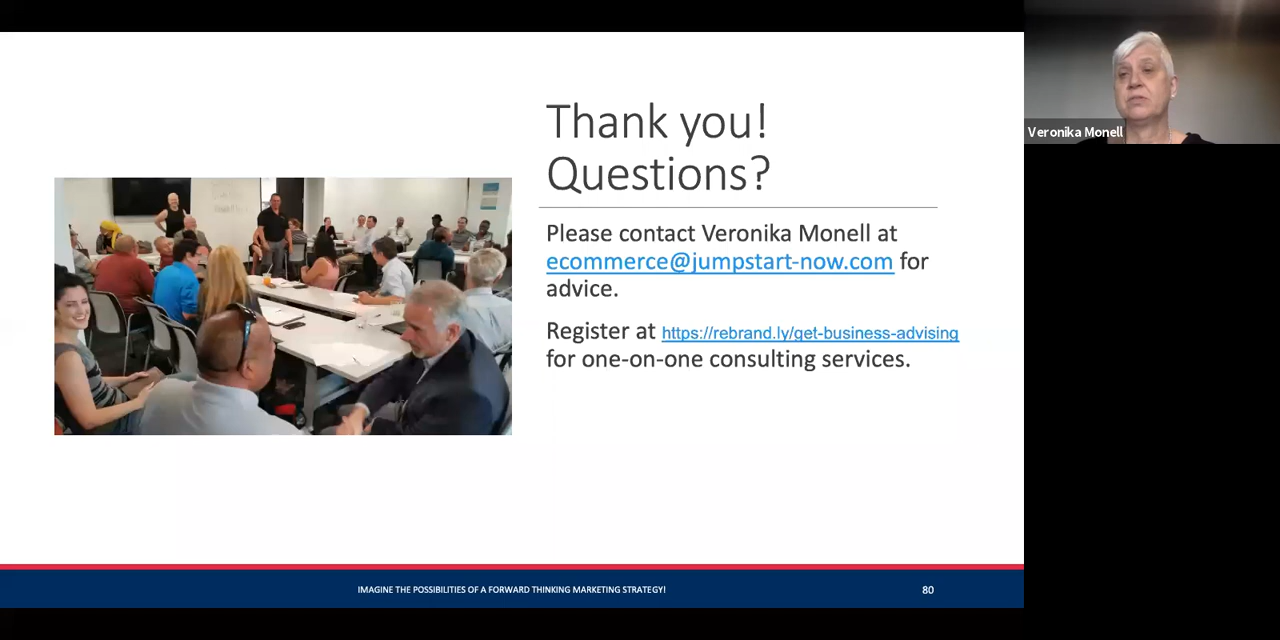 Thank you!
Questions?
Please contact Veronika Monell at
ecommerce@jumpstart-now.com for
advice.
Register at https://rebrand.ly/get-business-advising
for one-on-one consulting services.
IMAGINE THE POSSIBILITIES OF A FORWARD THINKING MARKETING STRATEGY!
80
Veronika Monell